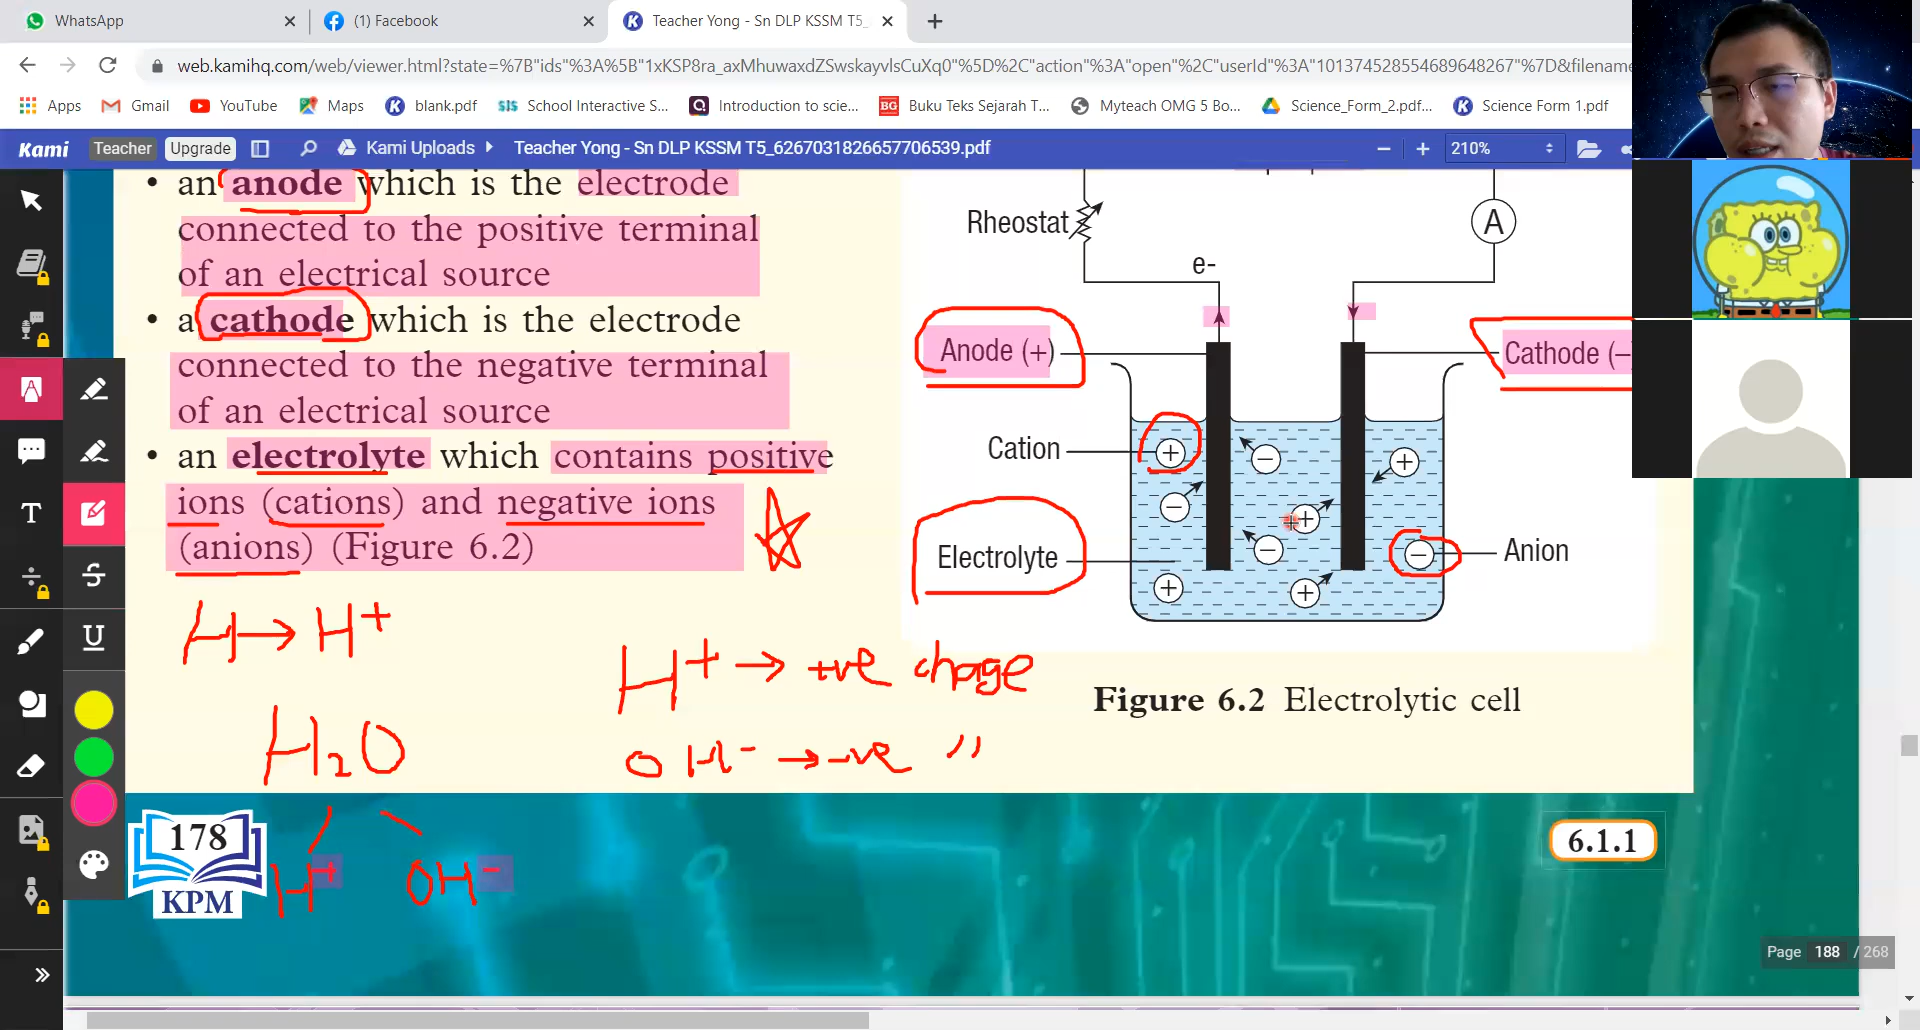 WhatsApp
(1) Facebook
Teacher Yong - Sn DLP KSSM T5_
web.kamihq.com/web/viewer.html?state=%7B"ids"%3A%5B"1xKSP8ra_axMhuwaxdZSwskayvlsCuXq0"%5D%2C"action"%3A"open"%2C"userId"%3A"101374528554689648267"%7D&filename
Apps
Gmail
YouTube
Maps
blank.pdf
School Interactive S...
Introduction to scie...
Buku Teks Sejarah T...
Myteach OMG 5 Bo...
Science_Form_2.pdf...
Science Form 1.pdf
Kami Teacher Upgrade
Kami Uploads
Teacher Yong - Sn DLP KSSM T5_6267031826657706539.pdf
210%
• an anode which is the electrode
connected to the positive terminal
of an electrical source
• a cathode which is the electrode
connected to the negative terminal
of an electrical source
• an electrolyte which contains positive
ions (cations) and negative ions
(anions) (Figure 6.2)
H → H+
H2O
H+ OH-
H+ → +ve charge
OH- → -ve "
Rheostat
A
e-
Anode (+)
Cathode (–
Cation
Electrolyte
Anion
Figure 6.2 Electrolytic cell
178
KPM
6.1.1
Page 188 / 268